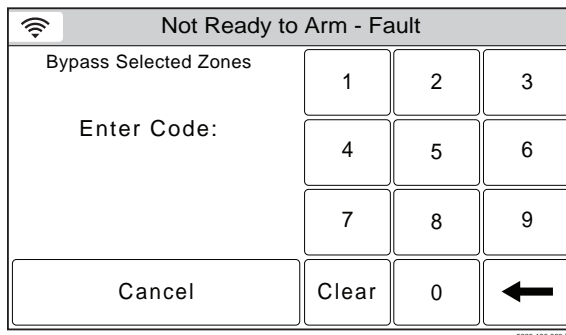 Not Ready to Arm - Fault
Bypass Selected Zones
Enter Code:
1 2 3
4 5 6
7 8 9
Cancel Clear 0